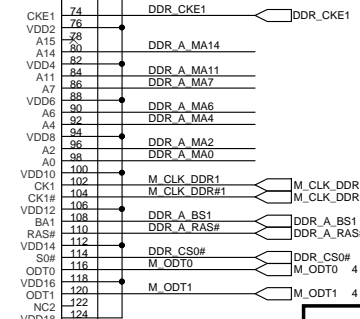 CKE1 74 DDR_CKE1 DDR_CKE1
VDD2 76
A15 78
A14 80 DDR_A_MA14
VDD4 82
A11 84 DDR_A_MA11
A7 86 DDR_A_MA7
VDD6 88
A6 90 DDR_A_MA6
A4 92 DDR_A_MA4
VDD8 94
A2 96 DDR_A_MA2
A0 98 DDR_A_MA0
VDD10 100
CK1 102 M_CLK_DDR1 M_CLK_DDR
CK1# 104 M_CLK_DDR#1 M_CLK_DDR
VDD12 106
BA1 108 DDR_A_BS1 DDR_A_BS1
RAS# 110 DDR_A_RAS# DDR_A_RAS#
VDD14 112
S0# 114 DDR_CS0# DDR_CS0#
ODT0 116 M_ODT0 M_ODT0 4
VDD16 118
ODT1 120 M_ODT1 M_ODT1 4
NC2 122
VDD18 124